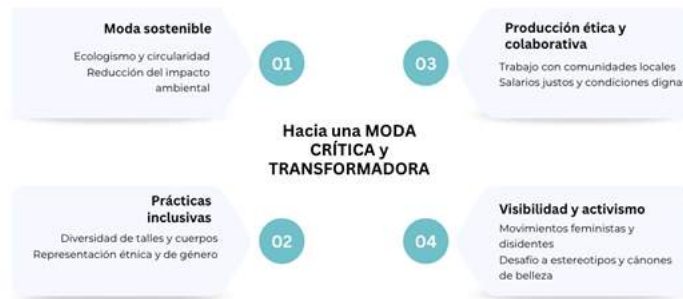 Moda sostenible
Ecologismo y circularidad
Reducción del impacto
ambiental
01
Prácticas
inclusivas
Diversidad de talles y cuerpos
Representación étnica y de género
02
Hacia una MODA
CRÍTICA y
TRANSFORMADORA
03
Producción ética y
colaborativa
Trabajo con comunidades locales
Salarios justos y condiciones dignas
04
Visibilidad y activismo
Movimientos feministas y
disidentes
Desafío a estereotipos y cánones
de belleza